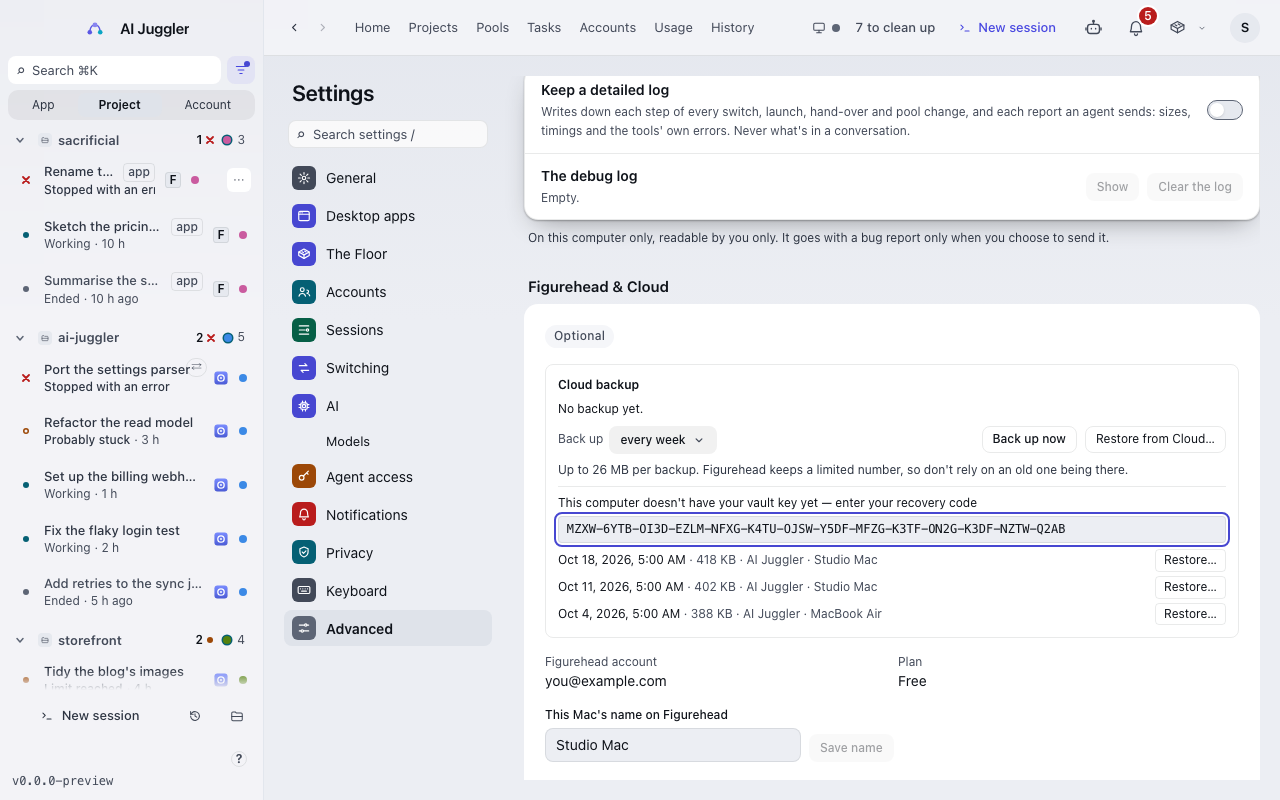 AI Juggler
Search ⌘K
App Project Account
sacrificial 1 3
Rename t... app F
Stopped with an err
Sketch the pricin... app F
Working · 10 h
Summarise the s... app F
Ended · 10 h ago
ai-juggler 2 5
Port the settings parser
Stopped with an error
Refactor the read model
Probably stuck · 3 h
Set up the billing webh...
Working · 1 h
Fix the flaky login test
Working · 2 h
Add retries to the sync j...
Ended · 5 h ago
storefront 2 4
Tidy the blog's images
New session
?
v0.0.0-preview
Home Projects Pools Tasks Accounts Usage History
7 to clean up
New session
5
S
Settings
Search settings /
General
Desktop apps
The Floor
Accounts
Sessions
Switching
AI
Models
Agent access
Notifications
Privacy
Keyboard
Advanced
Keep a detailed log
Writes down each step of every switch, launch, hand-over and pool change, and each report an agent sends: sizes,
timings and the tools' own errors. Never what's in a conversation.
The debug log
Empty.
Show Clear the log
On this computer only, readable by you only. It goes with a bug report only when you choose to send it.
Figurehead & Cloud
Optional
Cloud backup
No backup yet.
Back up every week Back up now Restore from Cloud...
Up to 26 MB per backup. Figurehead keeps a limited number, so don't rely on an old one being there.
This computer doesn't have your vault key yet — enter your recovery code
MZXW-6YTB-OI3D-EZLM-NFXG-K4TU-OJSW-Y5DF-MFZG-K3TF-ON2G-K3DF-NZTW-Q2AB
Oct 18, 2026, 5:00 AM · 418 KB · AI Juggler · Studio Mac Restore...
Oct 11, 2026, 5:00 AM · 402 KB · AI Juggler · Studio Mac Restore...
Oct 4, 2026, 5:00 AM · 388 KB · AI Juggler · MacBook Air Restore...
Figurehead account Plan
you@example.com Free
This Mac's name on Figurehead
Studio Mac Save name